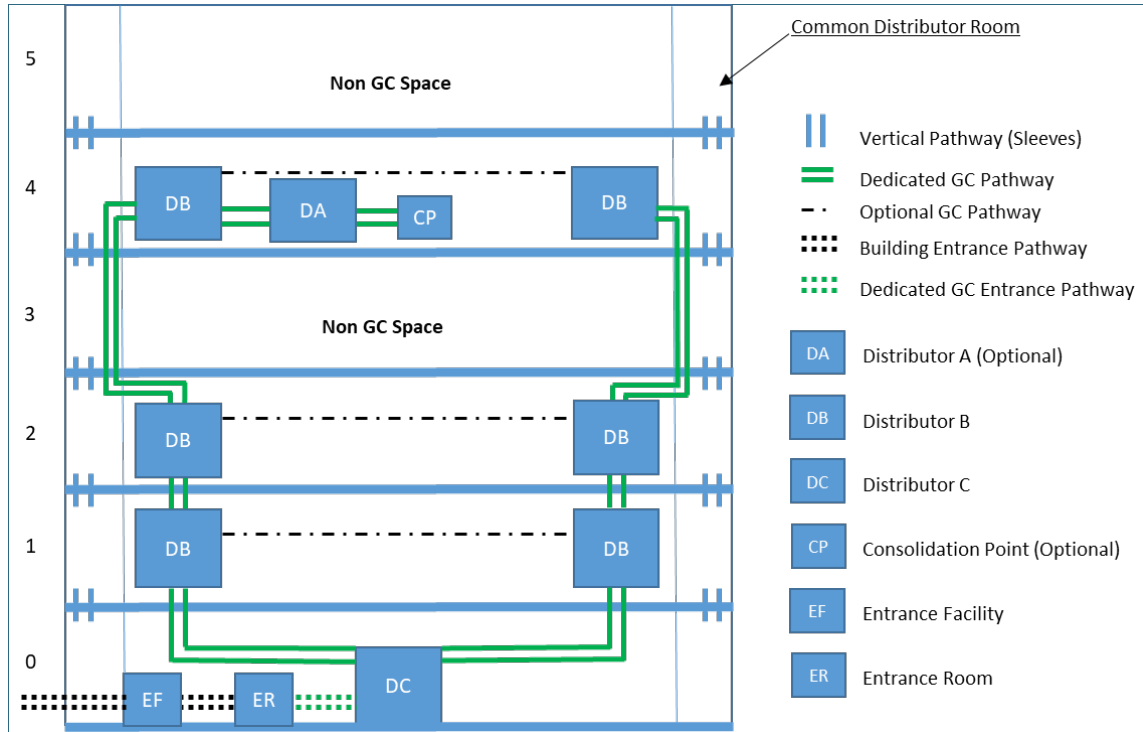 Common Distributor Room
5
Non GC Space
Vertical Pathway (Sleeves)
4
DB
DA
CP
DB
Dedicated GC Pathway
Optional GC Pathway
Building Entrance Pathway
Dedicated GC Entrance Pathway
3
Non GC Space
DA
Distributor A (Optional)
2
DB
DB
DB
Distributor B
DC
Distributor C
1
DB
DB
CP
Consolidation Point (Optional)
EF
Entrance Facility
0
EF
ER
DC
ER
Entrance Room